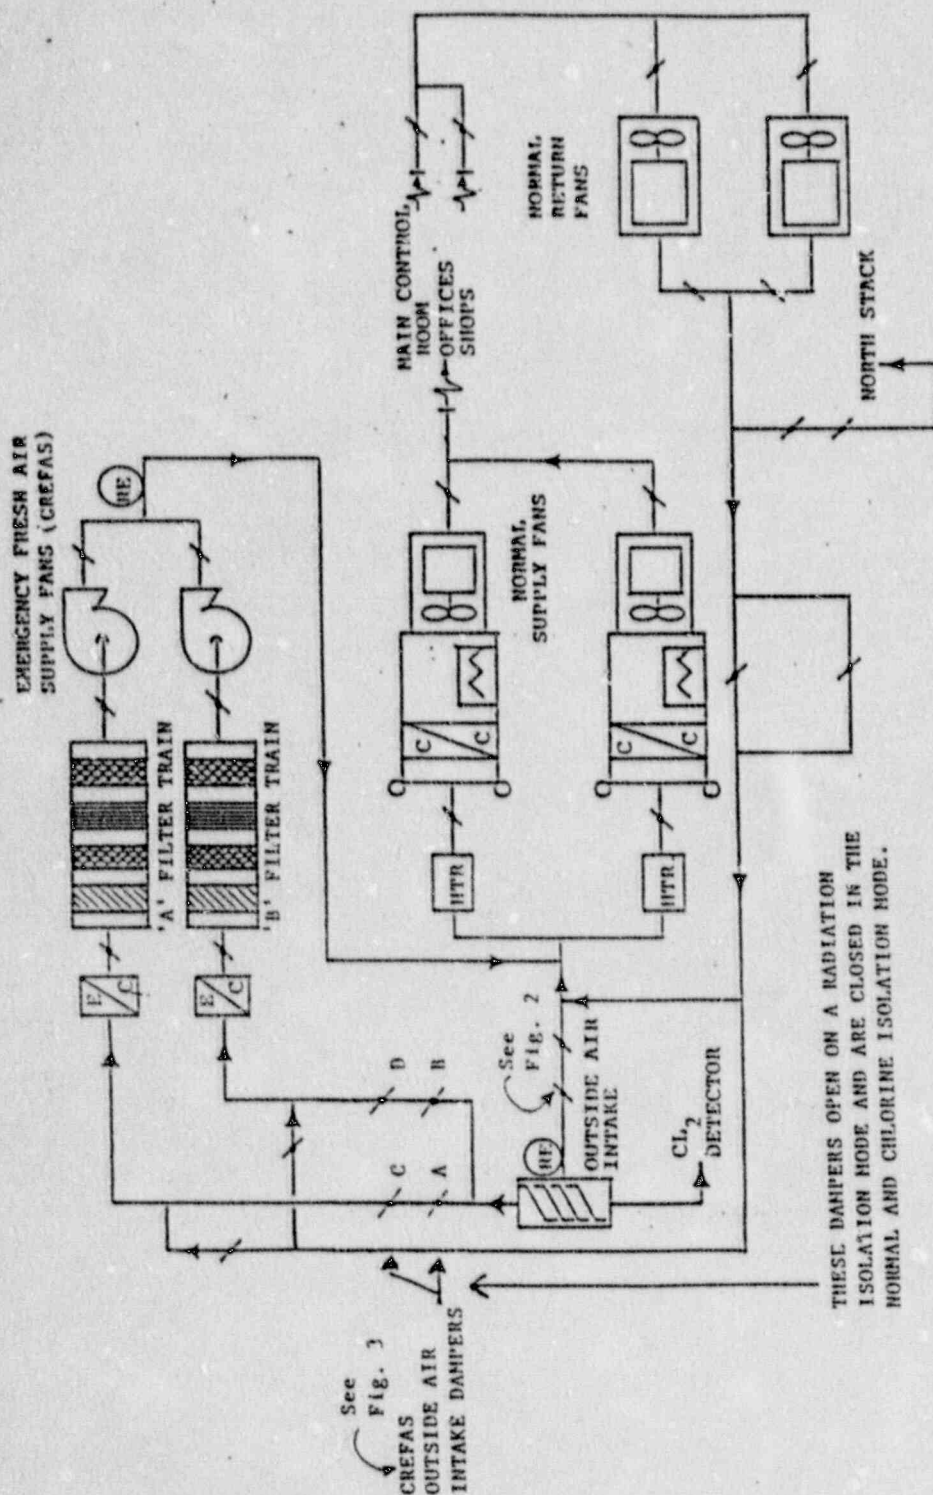 EMERGENCY FRESH AIR
SUPPLY FANS (CREFAS)
RE
'A' FILTER TRAIN
'B' FILTER TRAIN
E/C
E/C
MAIN CONTROL
ROOM
OFFICES
SHOPS
NORMAL
RETURN
FANS
NORMAL
SUPPLY FANS
C
C
C
C
HTR
HTR
NORTH STACK
D
B
C
A
See
Fig. 2
RE
OUTSIDE AIR
INTAKE
CL2
DETECTOR
See
Fig. 3
CREFAS
OUTSIDE AIR
INTAKE DAMPERS
THESE DAMPERS OPEN ON A RADIATION
ISOLATION MODE AND ARE CLOSED IN THE
NORMAL AND CHLORINE ISOLATION MODE.